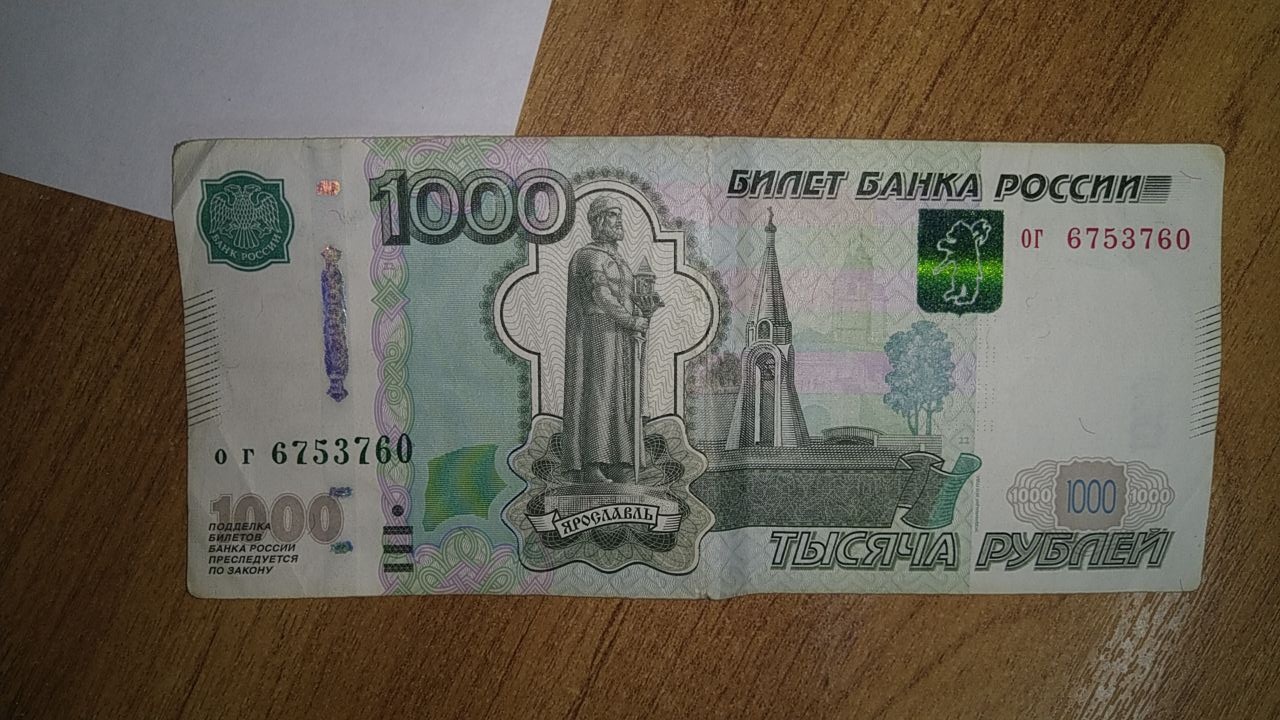 БАНК РОССИИ
1000
БИЛЕТ БАНКА РОССИИ
ог 6753760
ог 6753760
1000
ПОДДЕЛКА
БИЛЕТОВ
БАНКА РОССИИ
ПРЕСЛЕДУЕТСЯ
ПО ЗАКОНУ
ЯРОСЛАВЛЬ
1000 1000 1000
ТЫСЯЧА РУБЛЕЙ